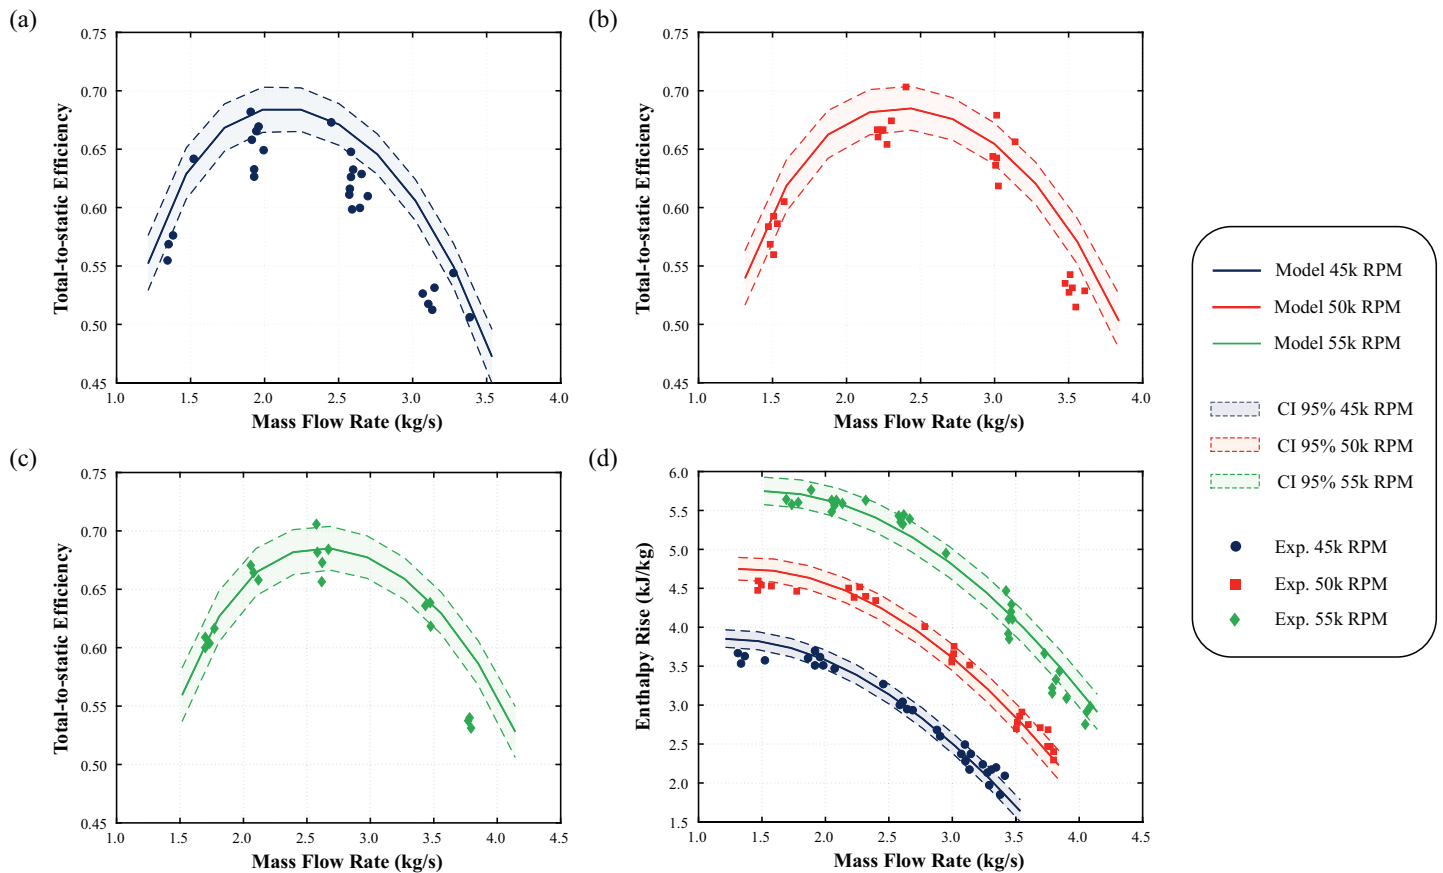 (a)
0.75
0.70
0.65
0.60
0.55
0.50
0.45
1.0
1.5
2.0
2.5
3.0
3.5
4.0
Total-to-static Efficiency
Mass Flow Rate (kg/s)
(b)
0.75
0.70
0.65
0.60
0.55
0.50
0.45
1.0
1.5
2.0
2.5
3.0
3.5
4.0
Total-to-static Efficiency
Mass Flow Rate (kg/s)
(c)
0.75
0.70
0.65
0.60
0.55
0.50
0.45
1.0
1.5
2.0
2.5
3.0
3.5
4.0
4.5
Total-to-static Efficiency
Mass Flow Rate (kg/s)
(d)
6.0
5.5
5.0
4.5
4.0
3.5
3.0
2.5
2.0
1.5
1.0
1.5
2.0
2.5
3.0
3.5
4.0
4.5
Enthalpy Rise (kJ/kg)
Mass Flow Rate (kg/s)
Model 45k RPM
Model 50k RPM
Model 55k RPM
CI 95% 45k RPM
CI 95% 50k RPM
CI 95% 55k RPM
Exp. 45k RPM
Exp. 50k RPM
Exp. 55k RPM